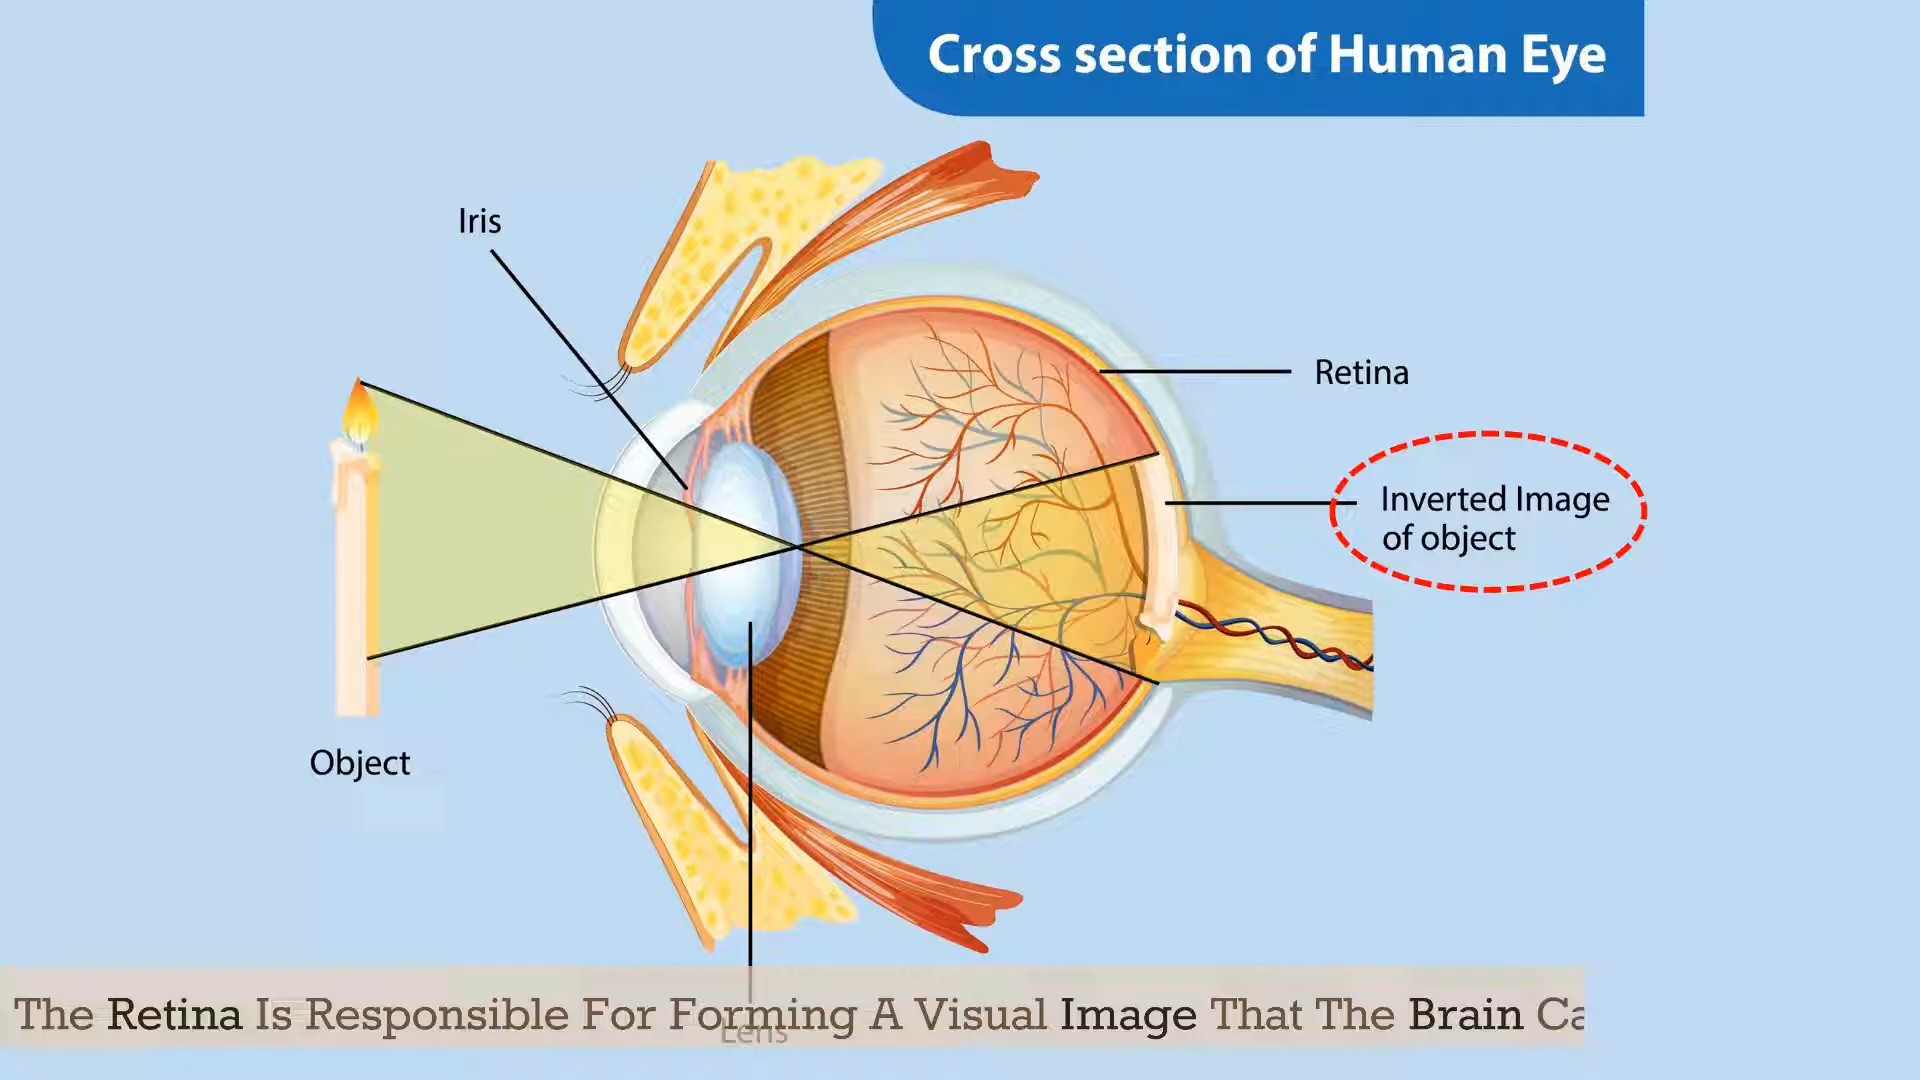 Cross section of Human Eye
Iris
Retina
Inverted Image
of object
Object
The Retina Is Responsible For Forming A Visual Image That The Brain Ca
Lens